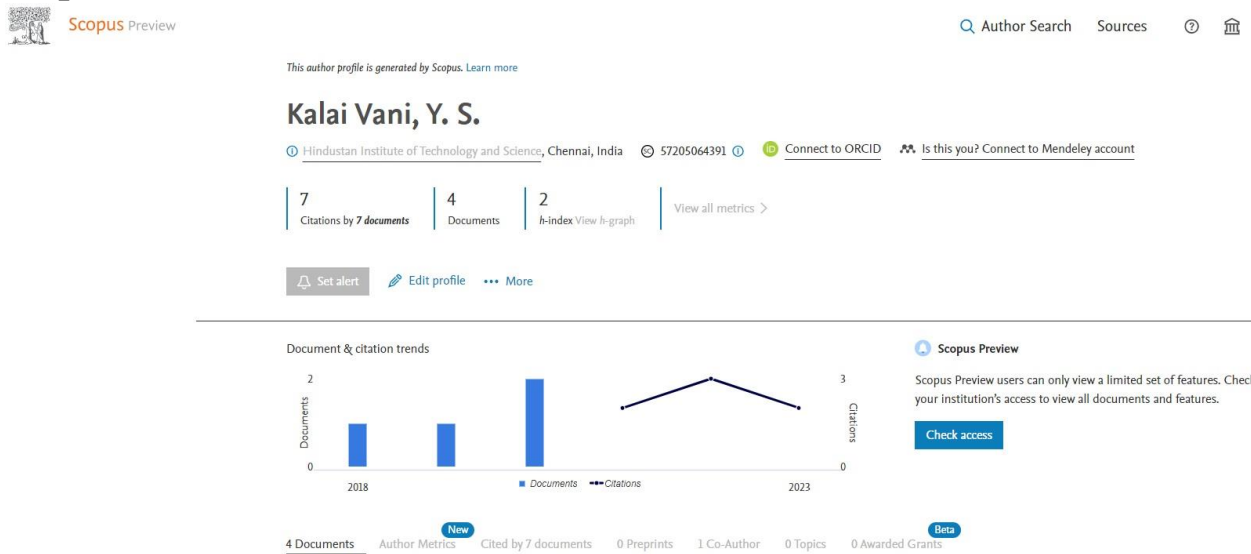 Scopus Preview
Author Search Sources
This author profile is generated by Scopus. Learn more
Kalai Vani, Y. S.
Hindustan Institute of Technology and Science, Chennai, India SC 57205064391 iD Connect to ORCID Is this you? Connect to Mendeley account
7 4 2 View all metrics >
Citations by 7 documents Documents h-index View h-graph
Set alert Edit profile ••• More
Document & citation trends
2 3
Documents Citations
0 0
2018 Documents Citations 2023
Scopus Preview
Scopus Preview users can only view a limited set of features. Chec
your institution's access to view all documents and features.
Check access
New Beta
4 Documents Author Metrics Cited by 7 documents 0 Preprints 1 Co-Author 0 Topics 0 Awarded Grants